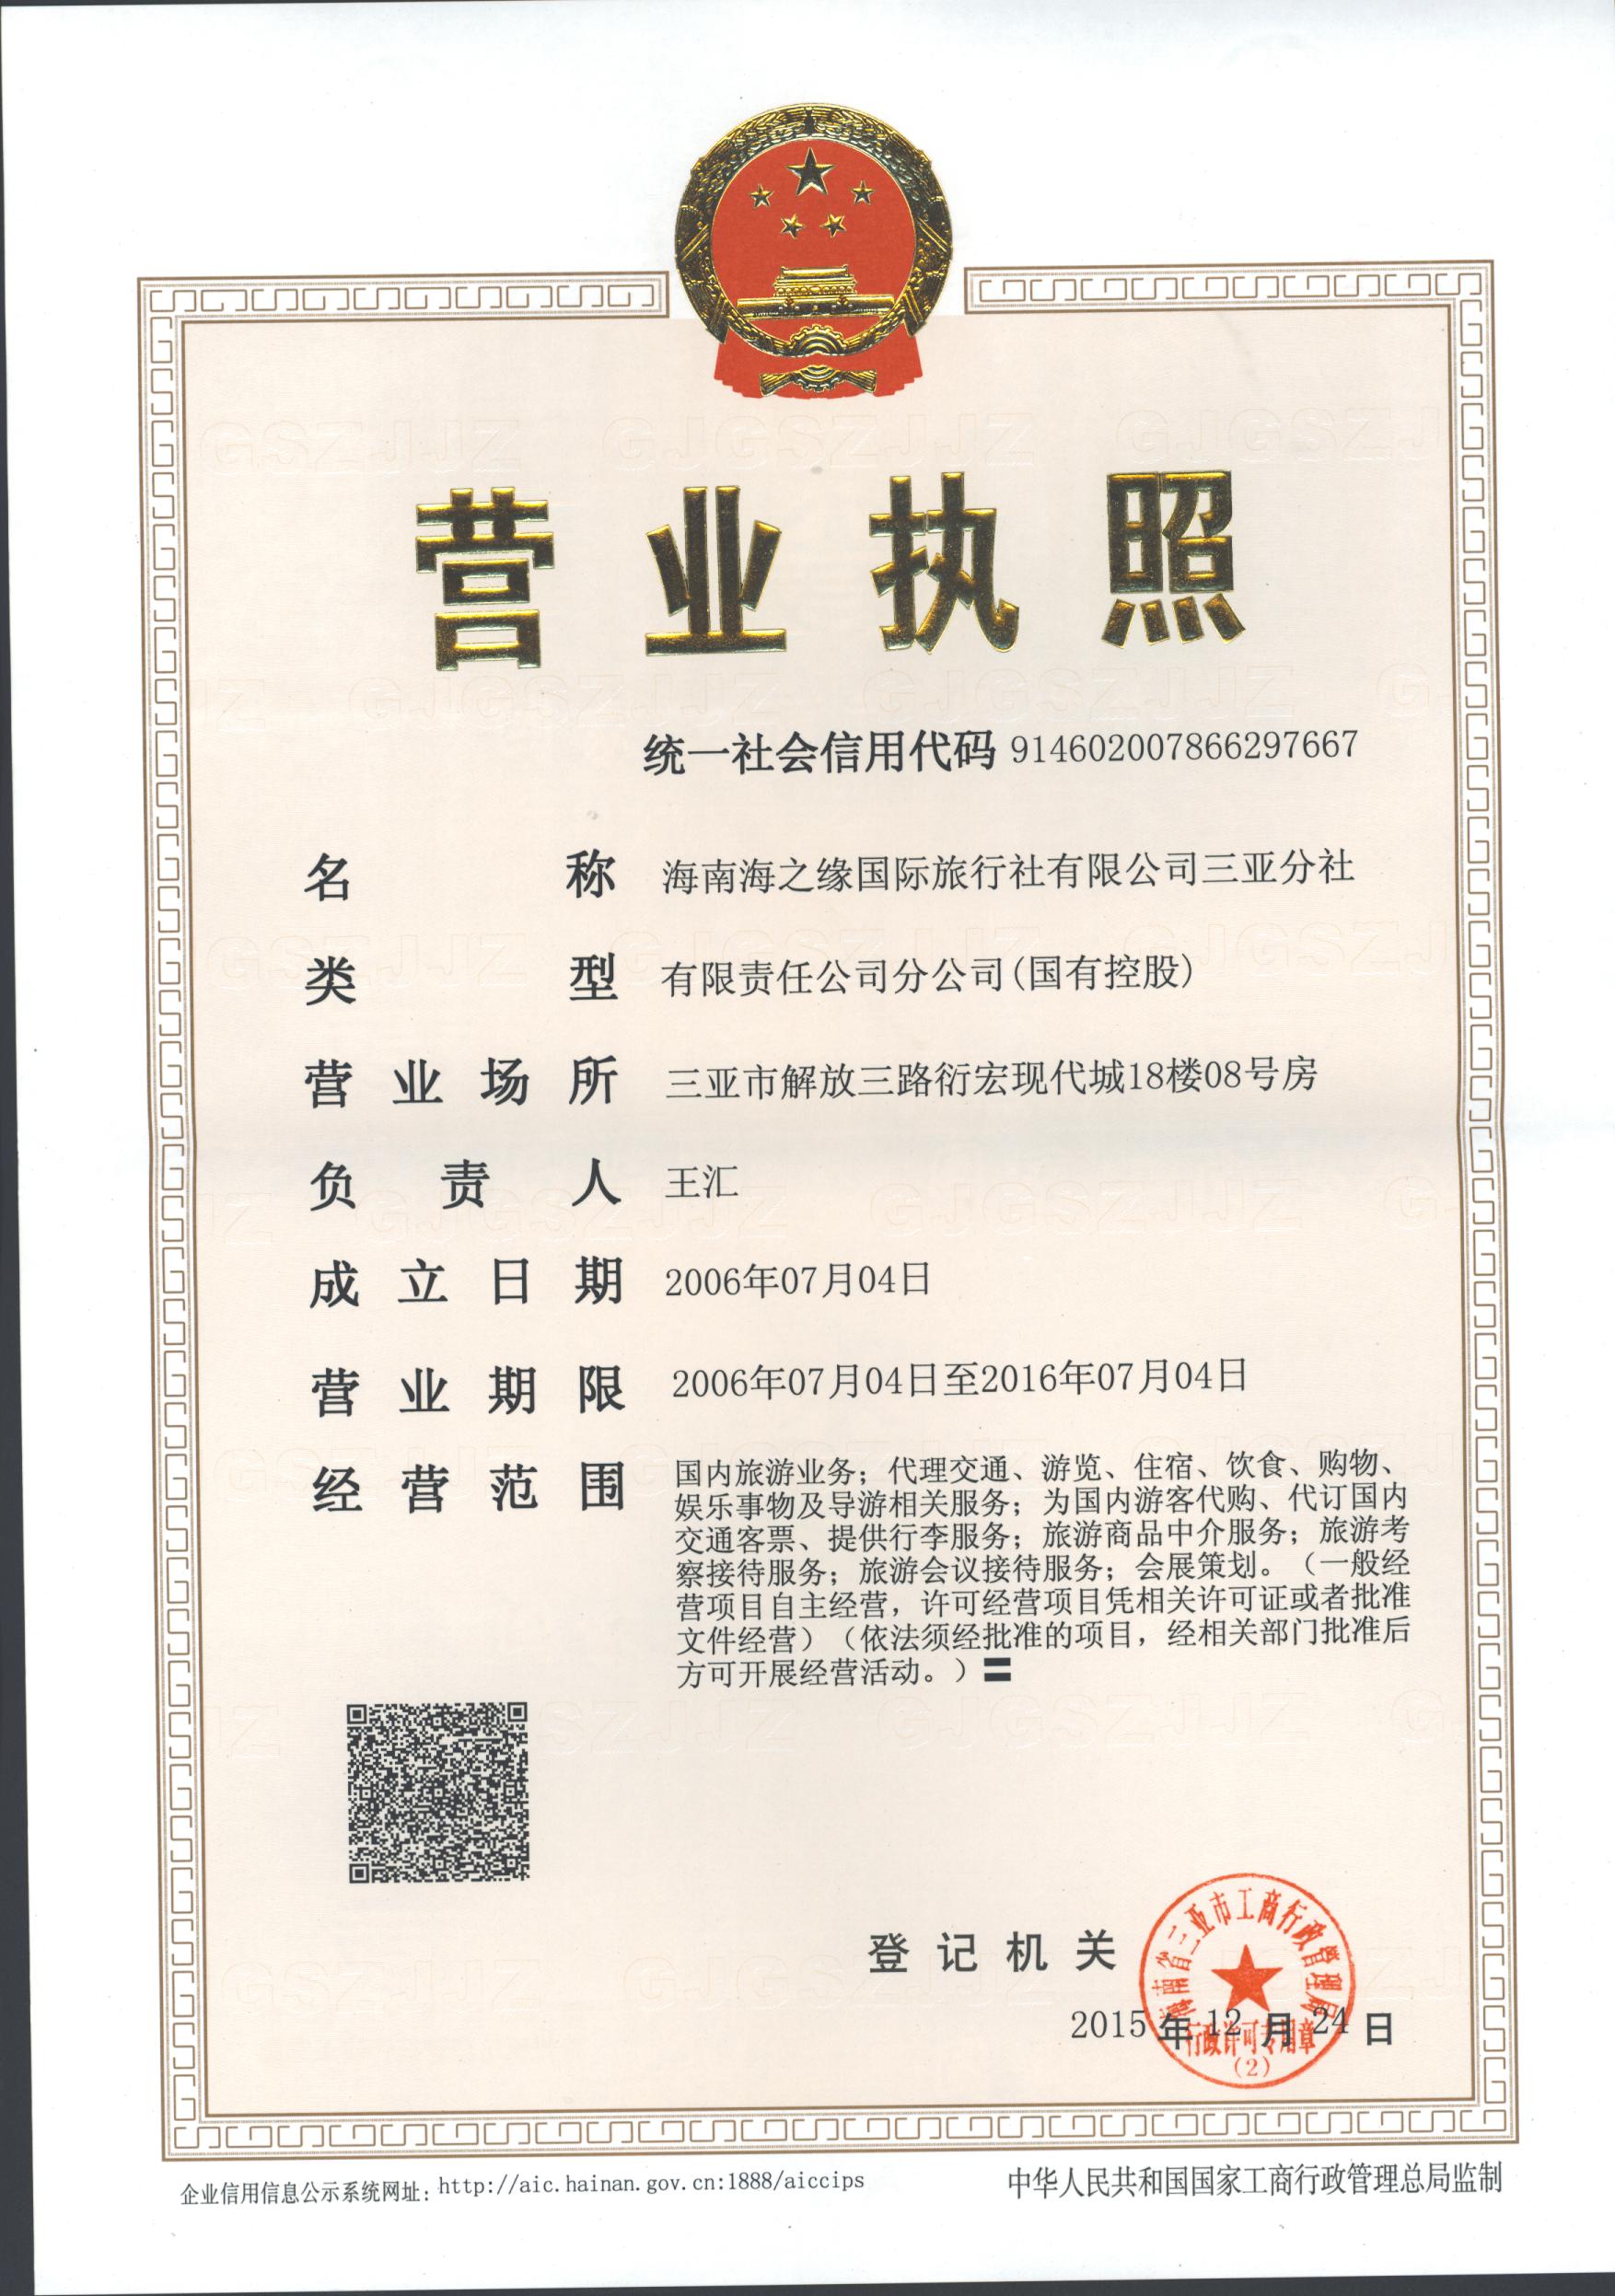 营业执照
统一社会信用代码 914602007866297667
名称 海南海之缘国际旅行社有限公司三亚分社
类型 有限责任公司分公司(国有控股)
营业场所 三亚市解放三路衍宏现代城18楼08号房
负责人 王汇
成立日期 2006年07月04日
营业期限 2006年07月04日至2016年07月04日
经营范围 国内旅游业务；代理交通、游览、住宿、饮食、购物、
娱乐事物及导游相关服务；为国内游客代购、代订国内
交通客票、提供行李服务；旅游商品中介服务；旅游考
察接待服务；旅游会议接待服务；会展策划。（一般经
营项目自主经营，许可经营项目凭相关许可证或者批准
文件经营）（依法须经批准的项目，经相关部门批准后
方可开展经营活动。）
登记机关
海南省三亚市工商行政管理局
行政许可专用章
(2)
2015年12月24日
企业信用信息公示系统网址：http://aic.hainan.gov.cn:1888/aiccips
中华人民共和国国家工商行政管理总局监制